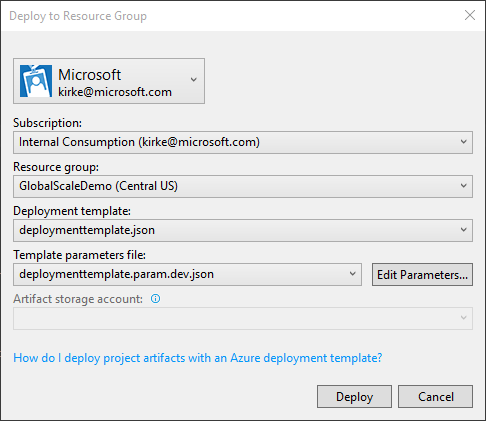 Deploy to Resource Group
Microsoft
kirke@microsoft.com
Subscription:
Internal Consumption (kirke@microsoft.com)
Resource group:
GlobalScaleDemo (Central US)
Deployment template:
deploymenttemplate.json
Template parameters file:
deploymenttemplate.param.dev.json
Edit Parameters...
Artifact storage account:
How do I deploy project artifacts with an Azure deployment template?
Deploy
Cancel